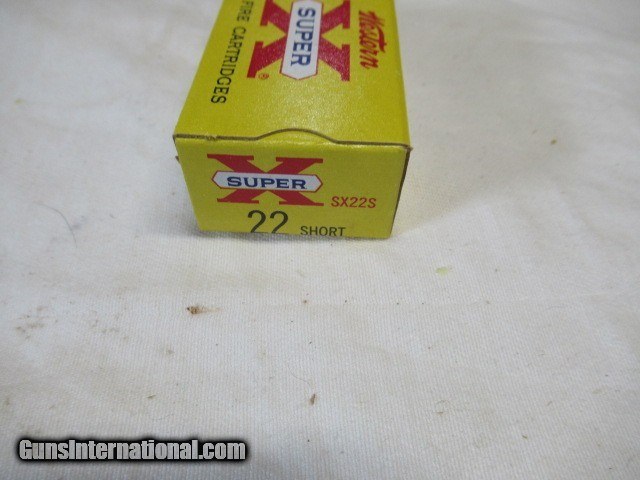 Western
SUPER
X
®
FIRE CARTRIDGES
X
SUPER
SX22S
22 SHORT
GunsInternational.com